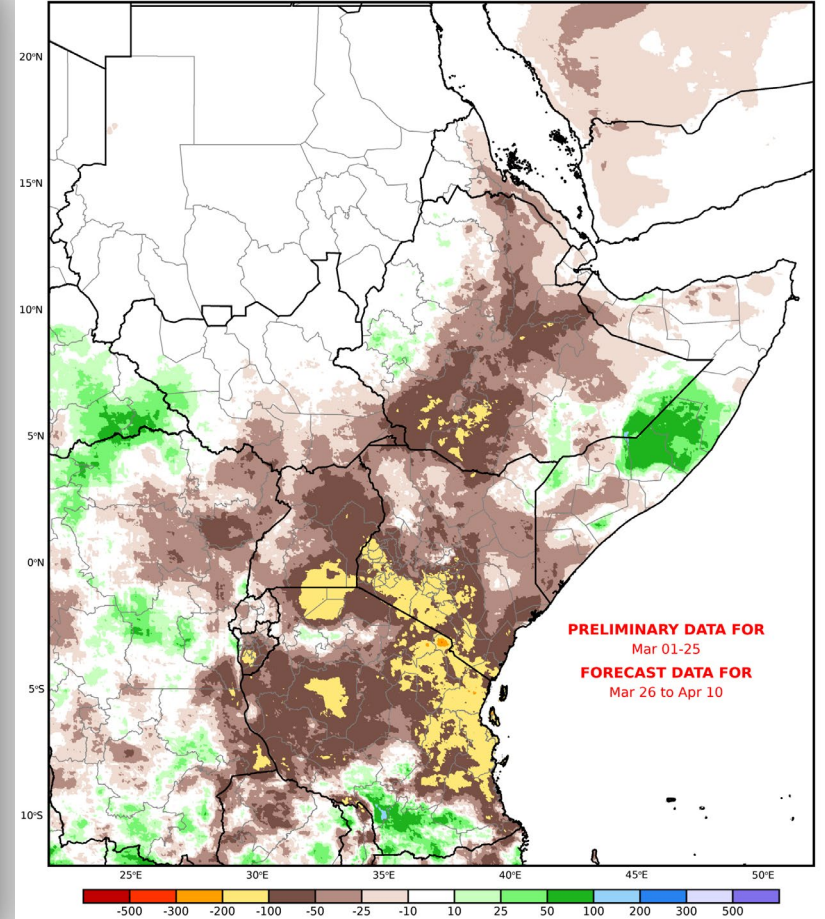 20°N
15°N
10°N
5°N
0°N
PRELIMINARY DATA FOR
Mar 01-25
FORECAST DATA FOR
Mar 26 to Apr 10
5°S
10°S
25°E 30°E 35°E 40°E 45°E 50°E
-500 -300 -200 -100 -50 -25 -10 10 25 50 100 200 300 500